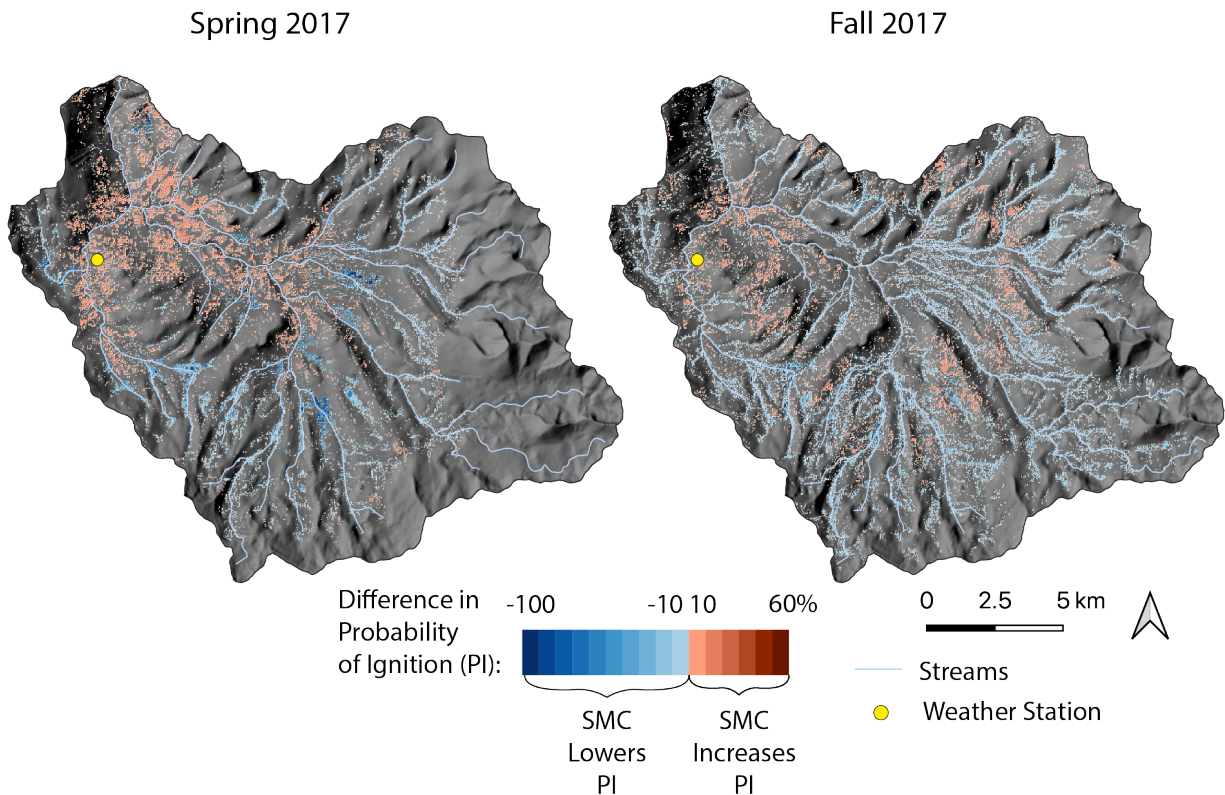 Spring 2017
Fall 2017
Difference in
Probability
of Ignition (PI):
-100
-10 10
60%
SMC
Lowers
PI
SMC
Increases
PI
0 2.5 5 km
Streams
Weather Station